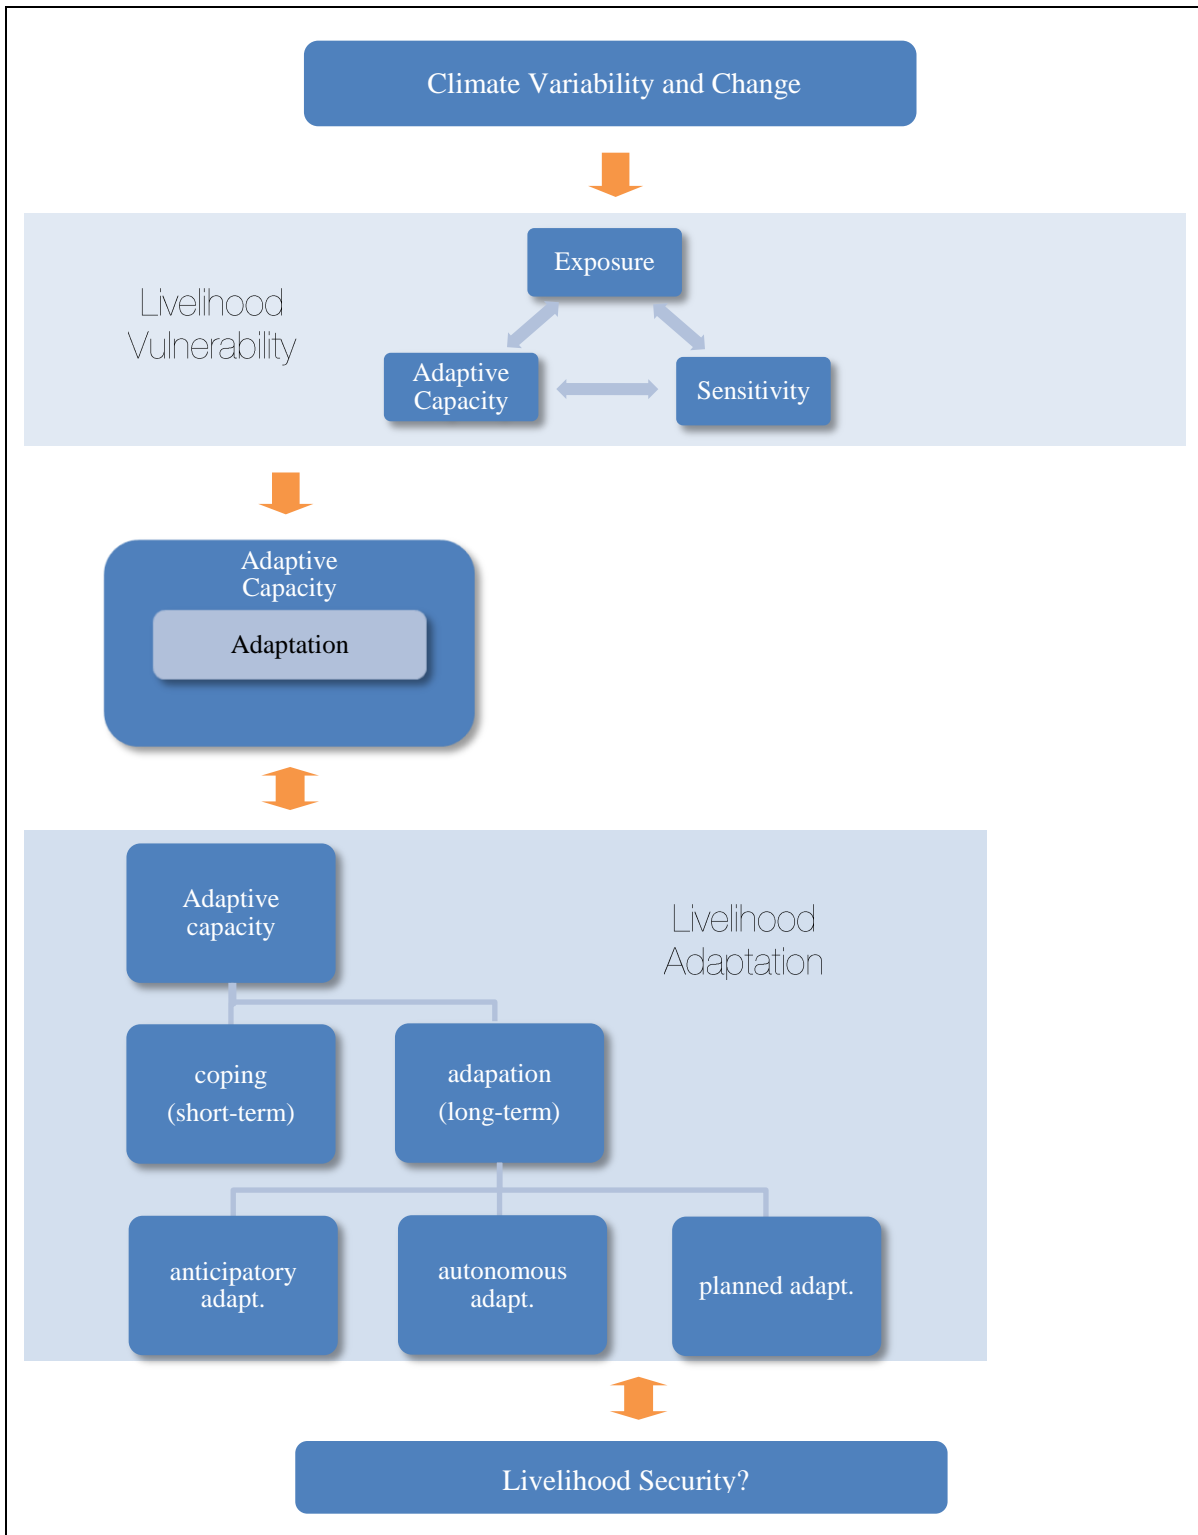 Climate Variability and Change
Exposure
Livelihood
Vulnerability
Adaptive
Capacity
Sensitivity
Adaptive
Capacity
Adaptation
Adaptive
capacity
Livelihood
Adaptation
coping
(short-term)
adapation
(long-term)
anticipatory
adapt.
autonomous
adapt.
planned adapt.
Livelihood Security?